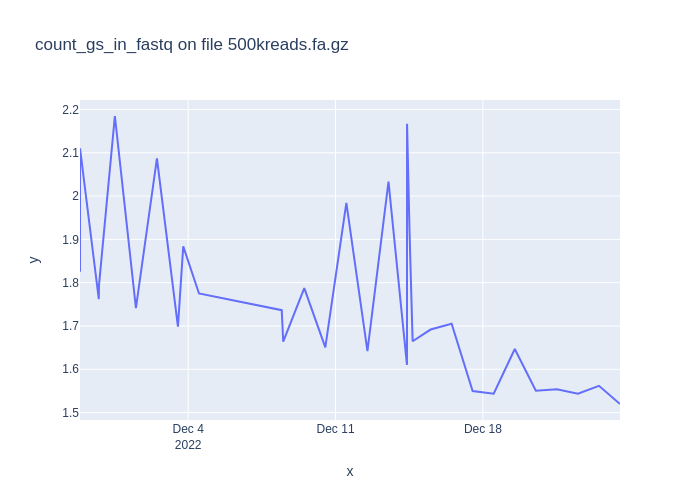 count_gs_in_fastq on file 500kreads.fa.gz
2.2
2.1
2
1.9
1.8
1.7
1.6
1.5
y
Dec 4
2022
Dec 11
Dec 18
x